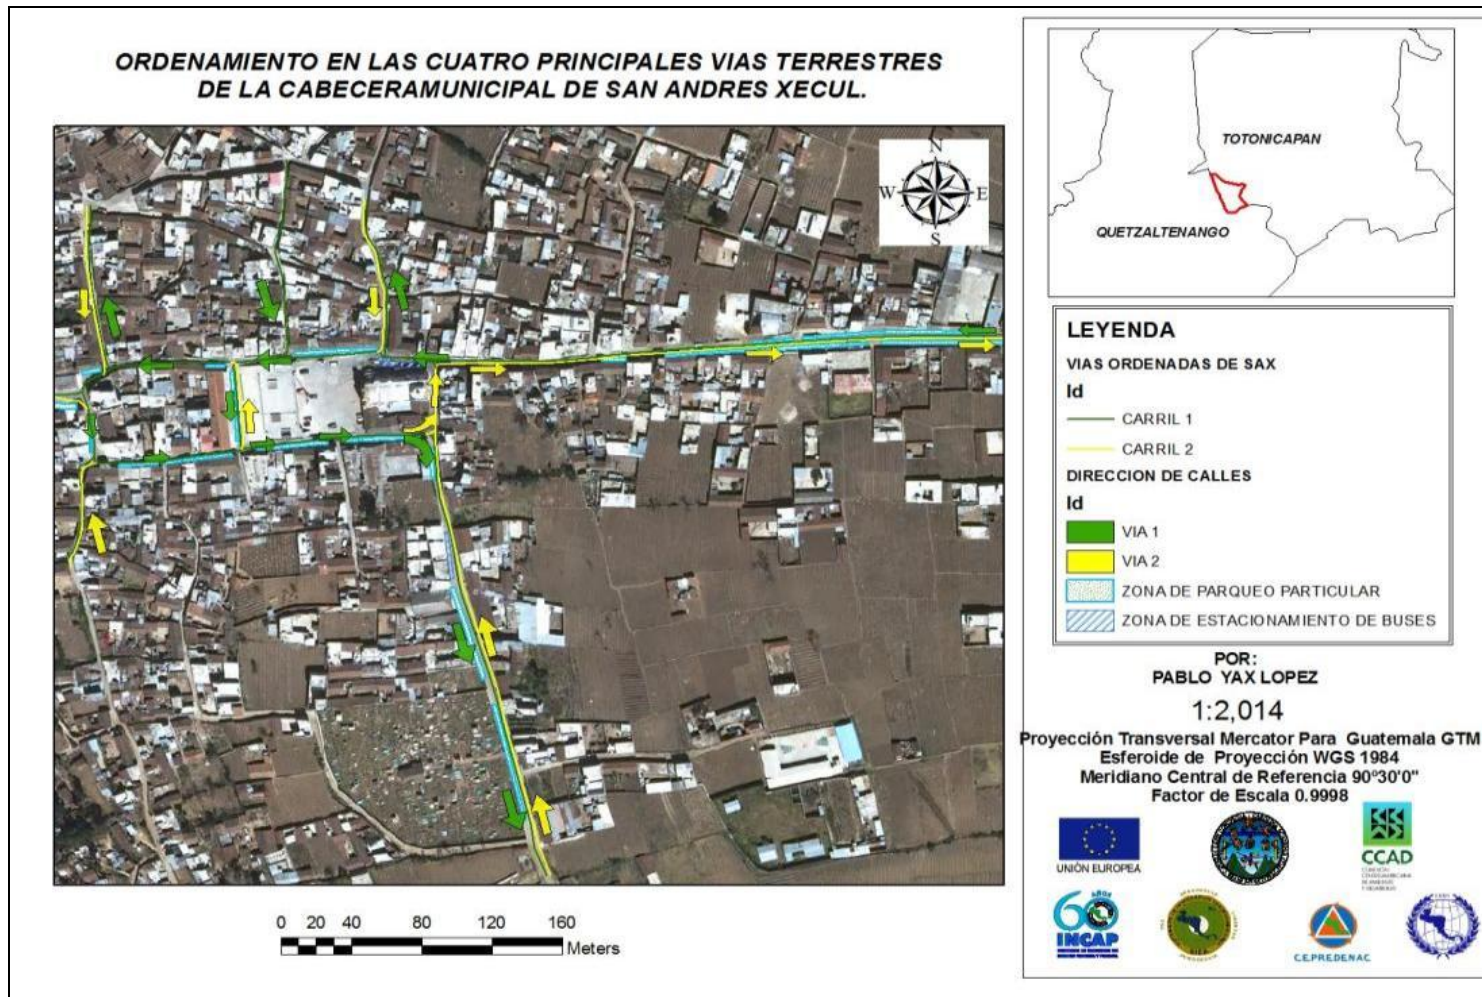 ORDENAMIENTO EN LAS CUATRO PRINCIPALES VIAS TERRESTRES
DE LA CABECERAMUNICIPAL DE SAN ANDRES XECUL.
N
W
E
S
0 20 40 80 120 160
Meters
TOTONICAPAN
QUETZALTENANGO
LEYENDA
VIAS ORDENADAS DE SAX
Id
CARRIL 1
CARRIL 2
DIRECCION DE CALLES
Id
VIA 1
VIA 2
ZONA DE PARQUEO PARTICULAR
ZONA DE ESTACIONAMIENTO DE BUSES
POR:
PABLO YAX LOPEZ
1:2,014
Proyección Transversal Mercator Para Guatemala GTM
Esferoide de Proyección WGS 1984
Meridiano Central de Referencia 90º30'0"
Factor de Escala 0.9998
UNIÓN EUROPEA
CCAD
60 AÑOS
INCAP
C.E.PREDENAC